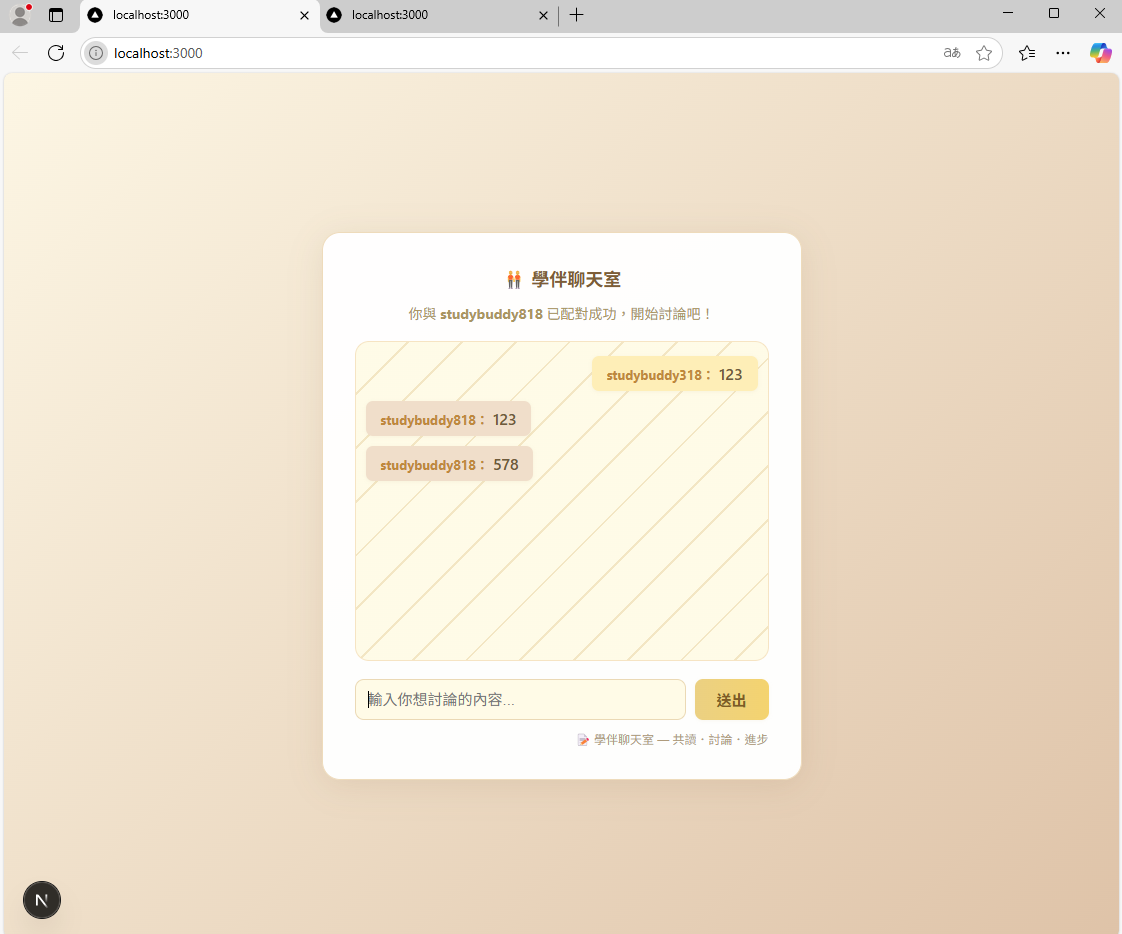 localhost:3000
localhost:3000
localhost:3000
aあ
學伴聊天室
你與 studybuddy818 已配對成功，開始討論吧！
studybuddy318： 123
studybuddy818： 123
studybuddy818： 578
輸入你想討論的內容...
送出
學伴聊天室 — 共讀．討論．進步
N